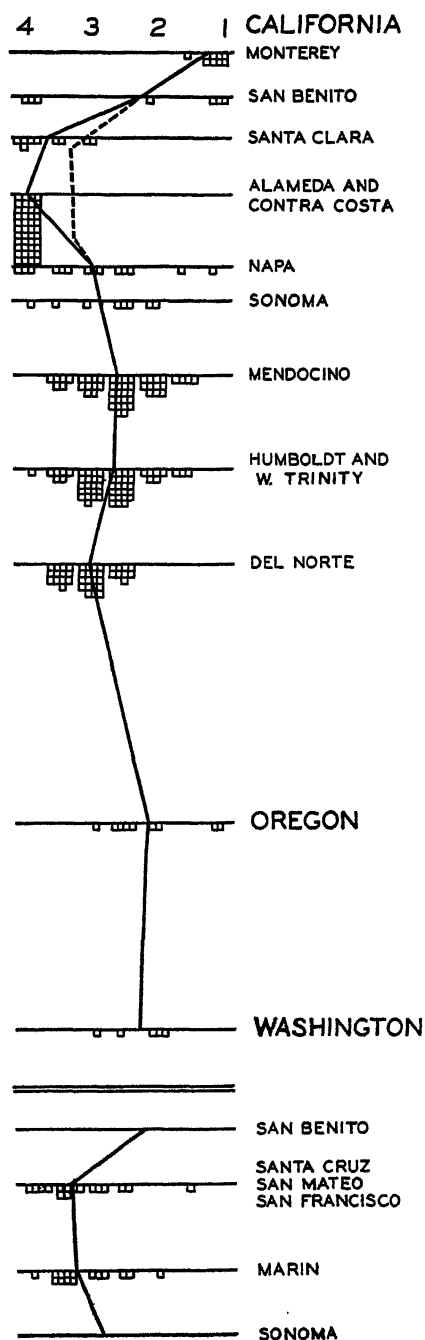 4 3 2 1 CALIFORNIA
MONTEREY
SAN BENITO
SANTA CLARA
ALAMEDA AND
CONTRA COSTA
NAPA
SONOMA
MENDOCINO
HUMBOLDT AND
W. TRINITY
DEL NORTE
OREGON
WASHINGTON
SAN BENITO
SANTA CRUZ
SAN MATEO
SAN FRANCISCO
MARIN
SONOMA